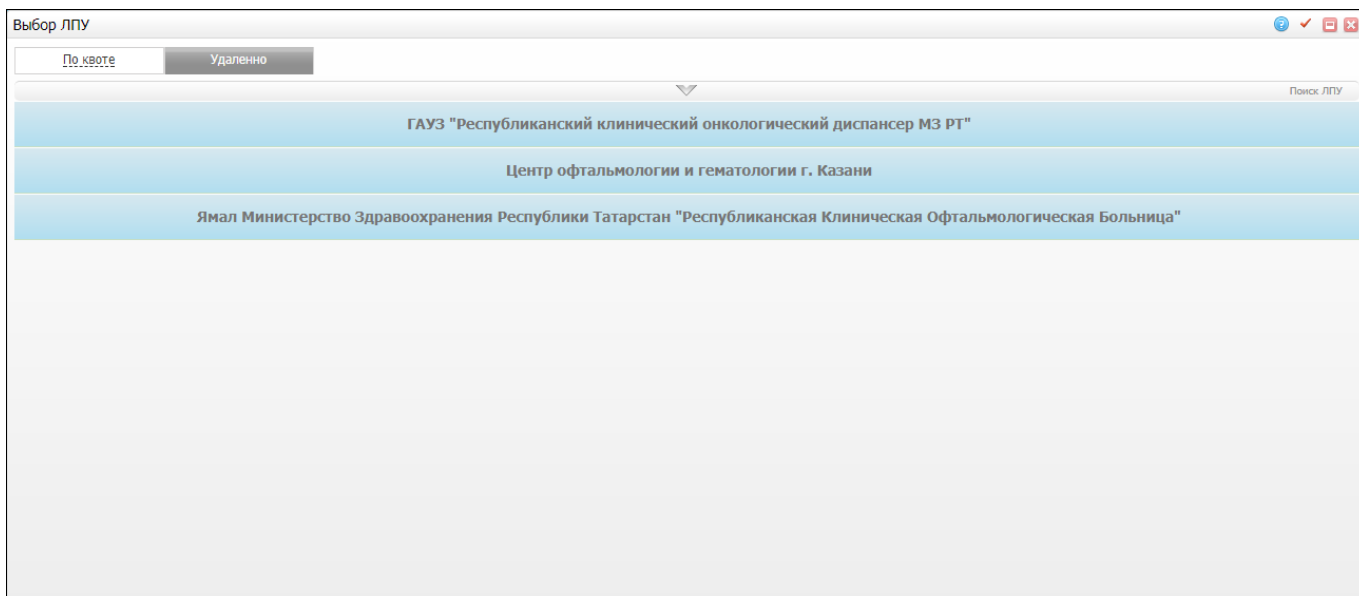 Выбор ЛПУ
По квоте Удаленно
Поиск ЛПУ
ГАУЗ "Республиканский клинический онкологический диспансер МЗ РТ"
Центр офтальмологии и гематологии г. Казани
Ямал Министерство Здравоохранения Республики Татарстан "Республиканская Клиническая Офтальмологическая Больница"